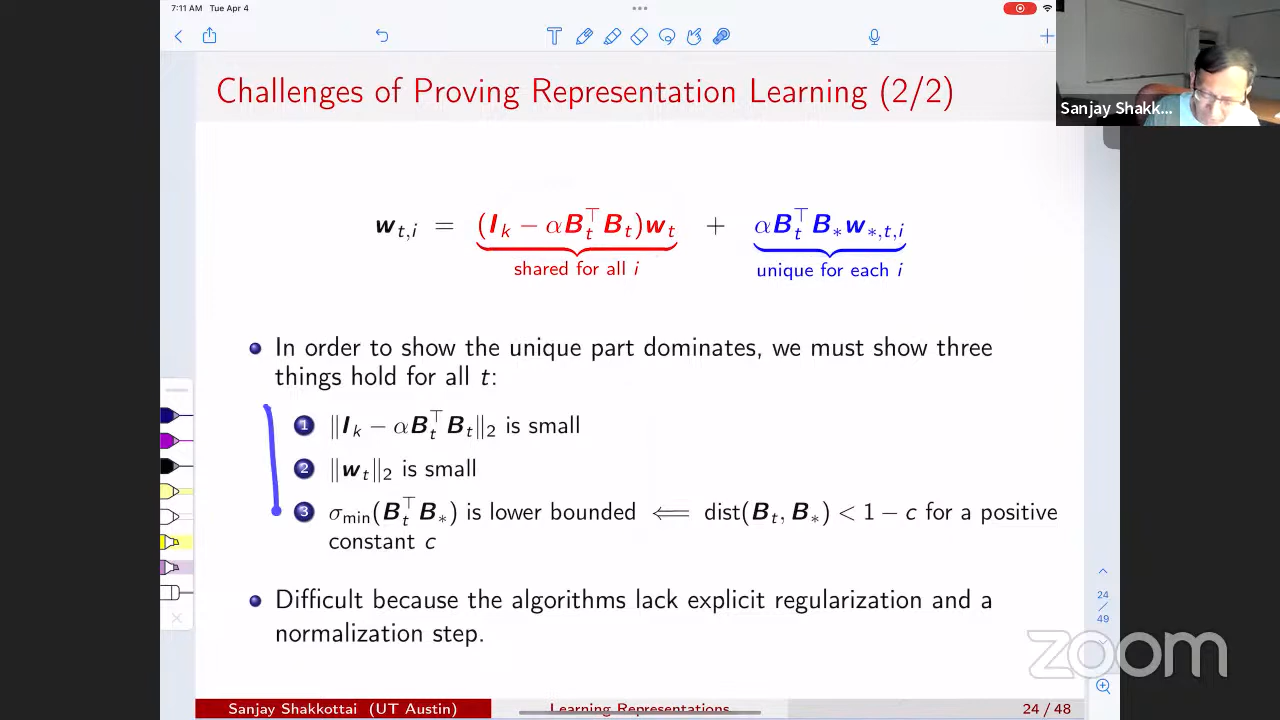 7:11 AM Tue Apr 4
Sanjay Shakk...
Challenges of Proving Representation Learning (2/2)
w_{t,i} = (I_k − αB_t^⊤B_t)w_t + αB_t^⊤B_*w_{*,t,i}
shared for all i
unique for each i
In order to show the unique part dominates, we must show three
things hold for all t:
1 ‖I_k − αB_t^⊤B_t‖_2 is small
2 ‖w_t‖_2 is small
3 σ_min(B_t^⊤B_*) is lower bounded ⟸ dist(B_t, B_*) < 1 − c for a positive
constant c
Difficult because the algorithms lack explicit regularization and a
normalization step.
24
/
49
zoom
Sanjay Shakkottai (UT Austin) Learning Representations 24 / 48